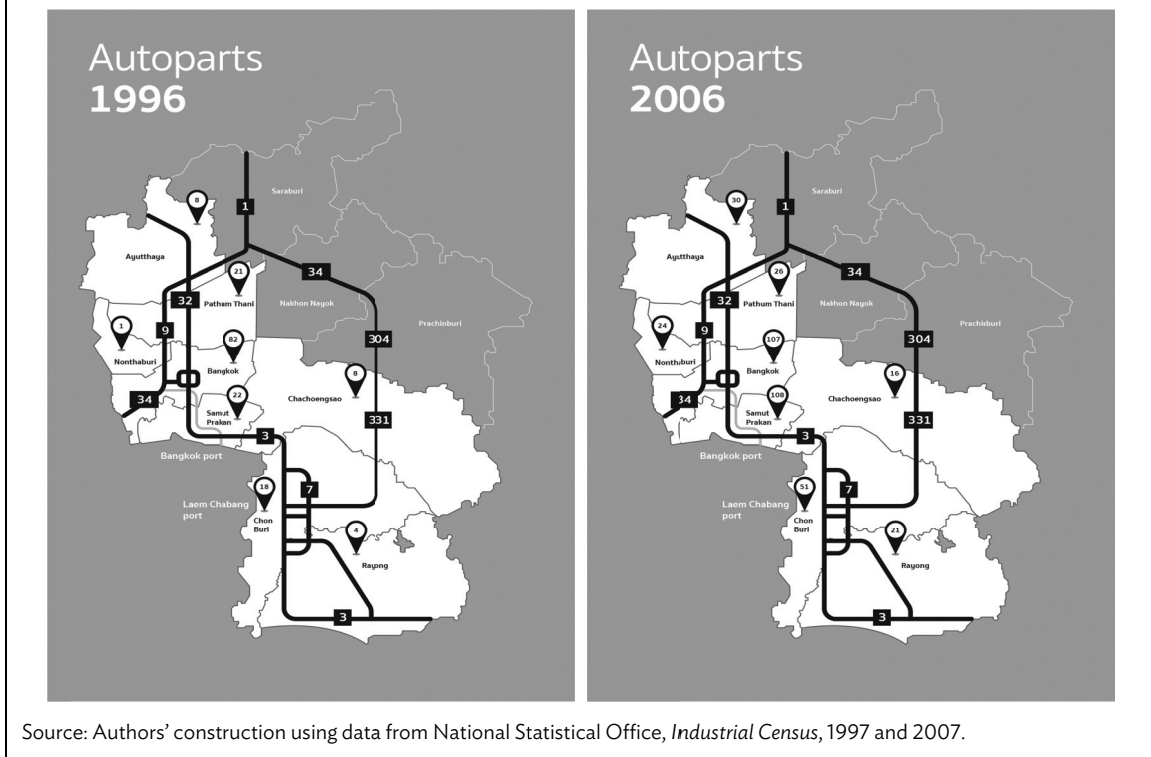 Autoparts
1996
Saraburi
8
1
Ayutthaya
21
34
32
Pathum Thani
Nakhon Nayok
Prachinburi
1
9
82
304
Nonthaburi
Bangkok
8
34
22
Chachoengsao
Samut
Prakan
331
3
Bangkok port
18
7
Laem Chabang
port
Chon
Buri
4
Rayong
3
Autoparts
2006
Saraburi
30
1
Ayutthaya
26
34
32
Pathum Thani
Nakhon Nayok
Prachinburi
24
9
107
304
Nonthaburi
Bangkok
16
34
108
Chachoengsao
Samut
Prakan
331
3
Bangkok port
51
7
Laem Chabang
port
Chon
Buri
21
Rayong
3
Source: Authors’ construction using data from National Statistical Office, Industrial Census, 1997 and 2007.